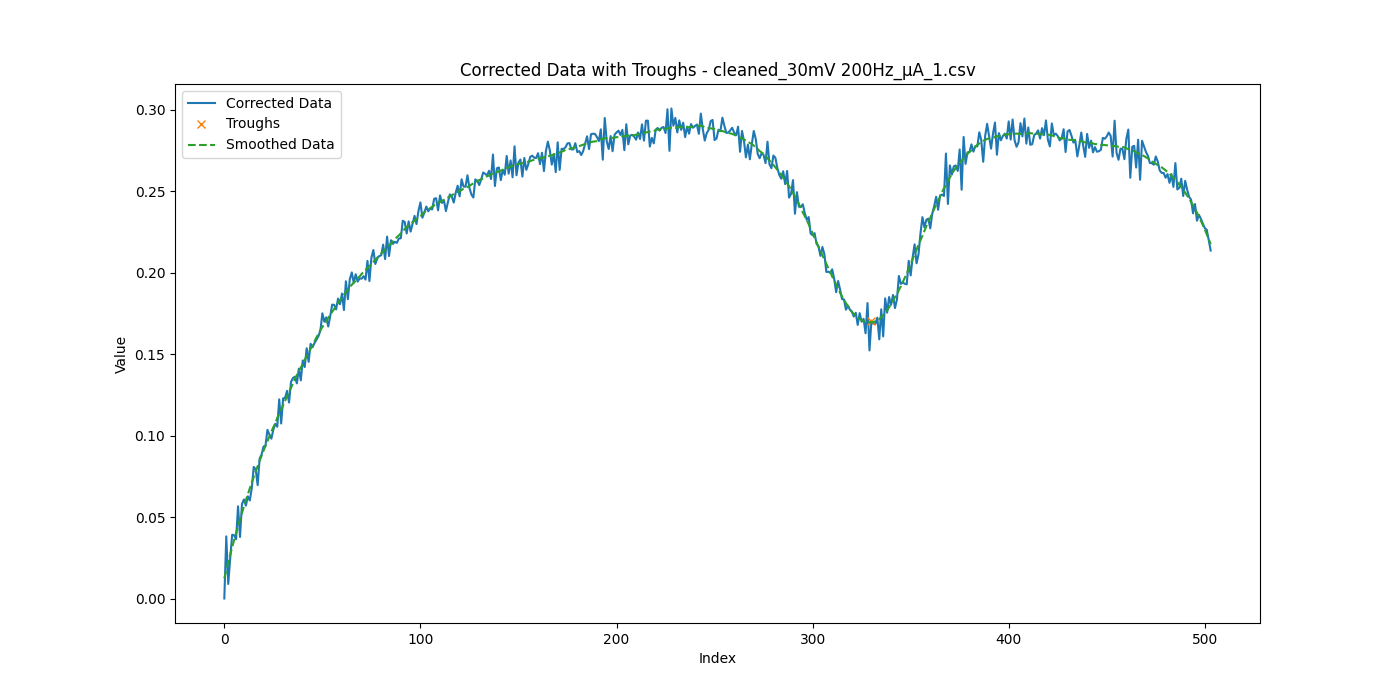 Corrected Data with Troughs - cleaned_30mV 200Hz_µA_1.csv
Corrected Data
Troughs
Smoothed Data
0.30
0.25
0.20
0.15
0.10
0.05
0.00
Value
0 100 200 300 400 500
Index